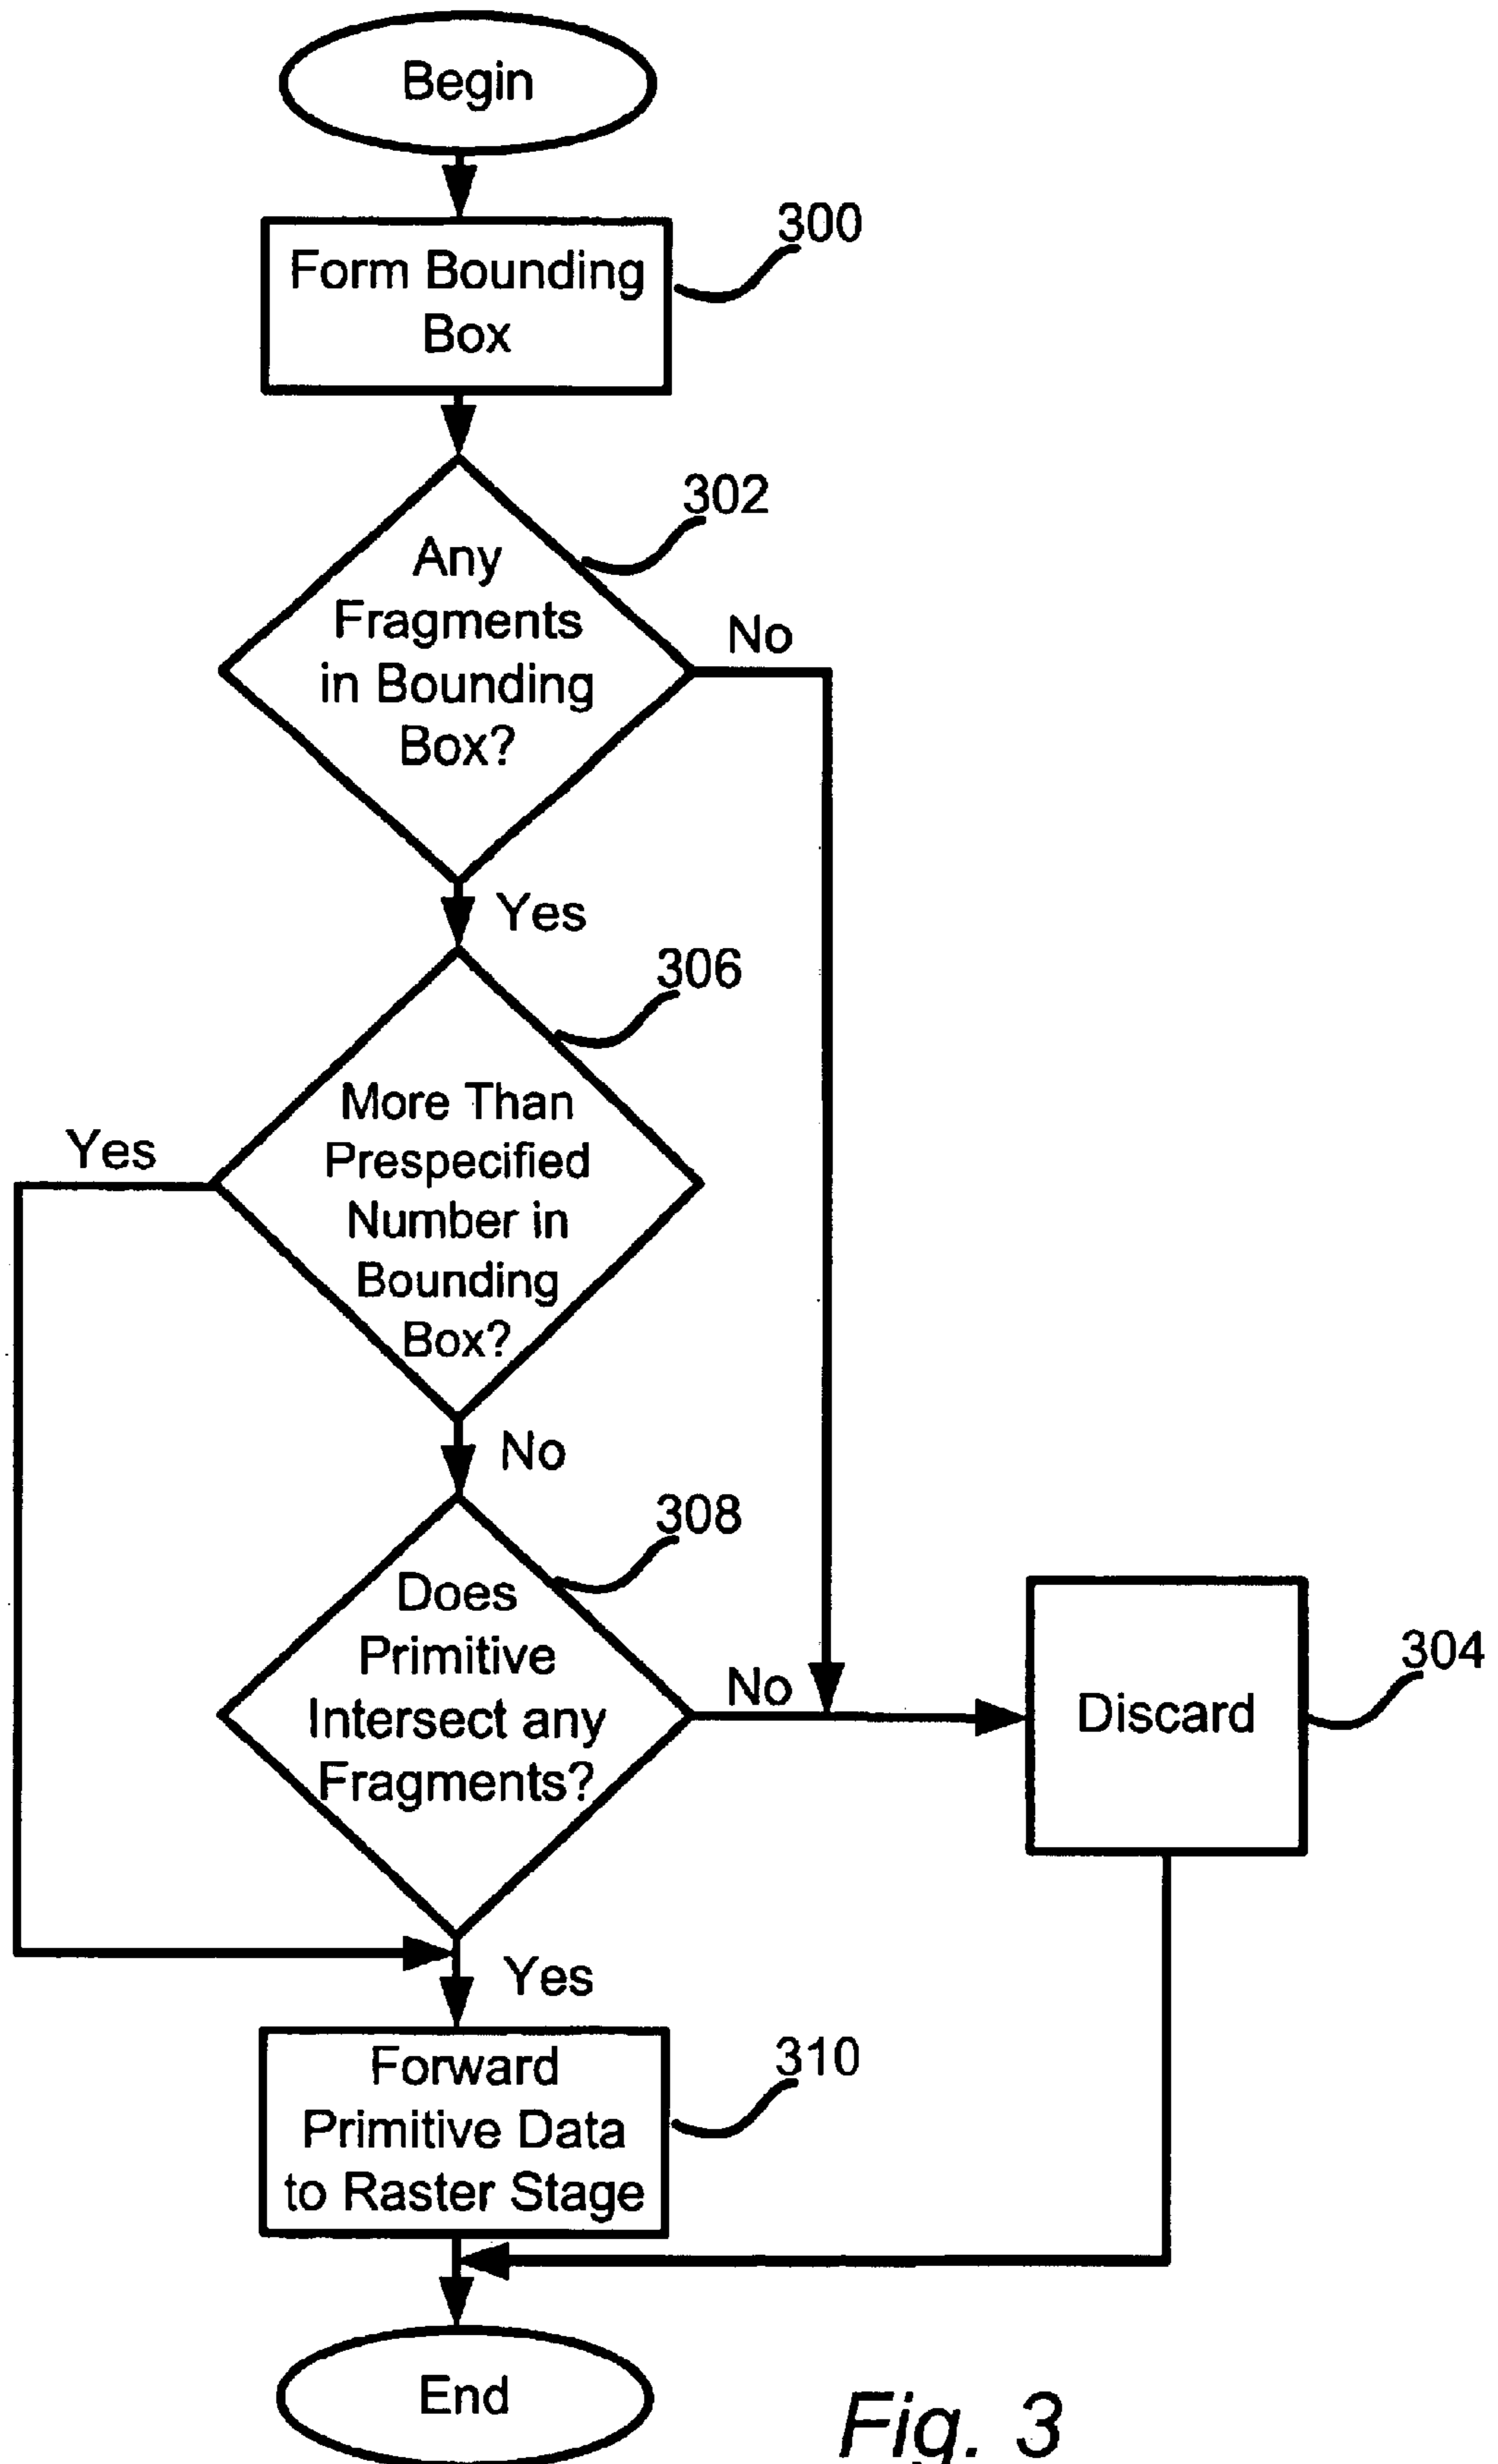 Begin
300
Form Bounding
Box
302
Any
Fragments
in Bounding
Box?
No
Yes
306
More Than
Prespecified
Number in
Bounding
Box?
Yes
No
308
Does
Primitive
Intersect any
Fragments?
No
304
Discard
Yes
310
Forward
Primitive Data
to Raster Stage
End
Fig. 3